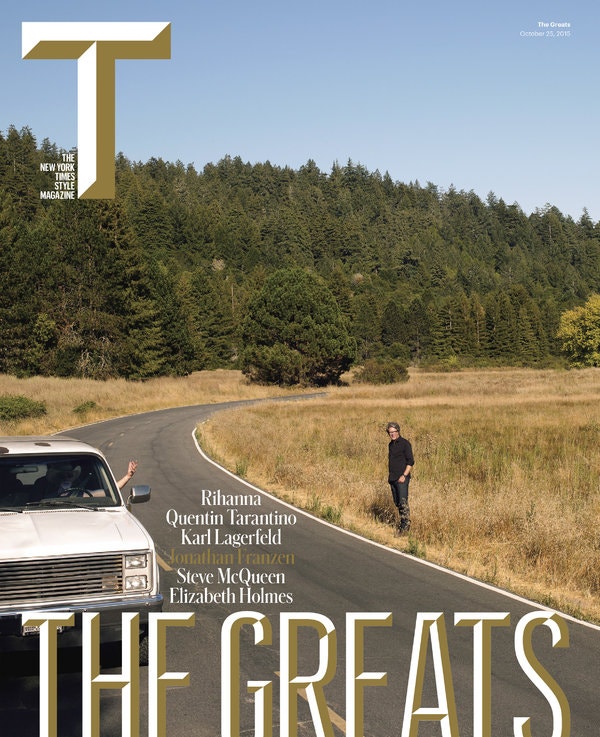 T
The Greats
October 25, 2015
THE
NEW YORK
TIMES
STYLE
MAGAZINE
Rihanna
Quentin Tarantino
Karl Lagerfeld
Jonathan Franzen
Steve McQueen
Elizabeth Holmes
THE GREATS